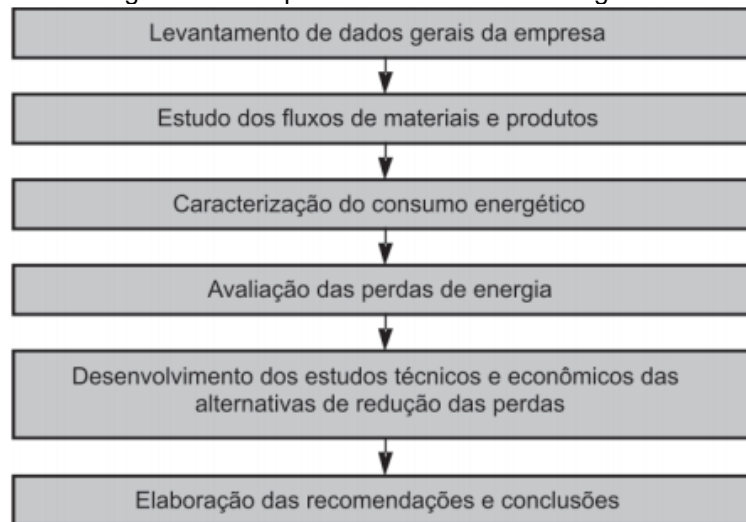 Levantamento de dados gerais da empresa
Estudo dos fluxos de materiais e produtos
Caracterização do consumo energético
Avaliação das perdas de energia
Desenvolvimento dos estudos técnicos e econômicos das
alternativas de redução das perdas
Elaboração das recomendações e conclusões